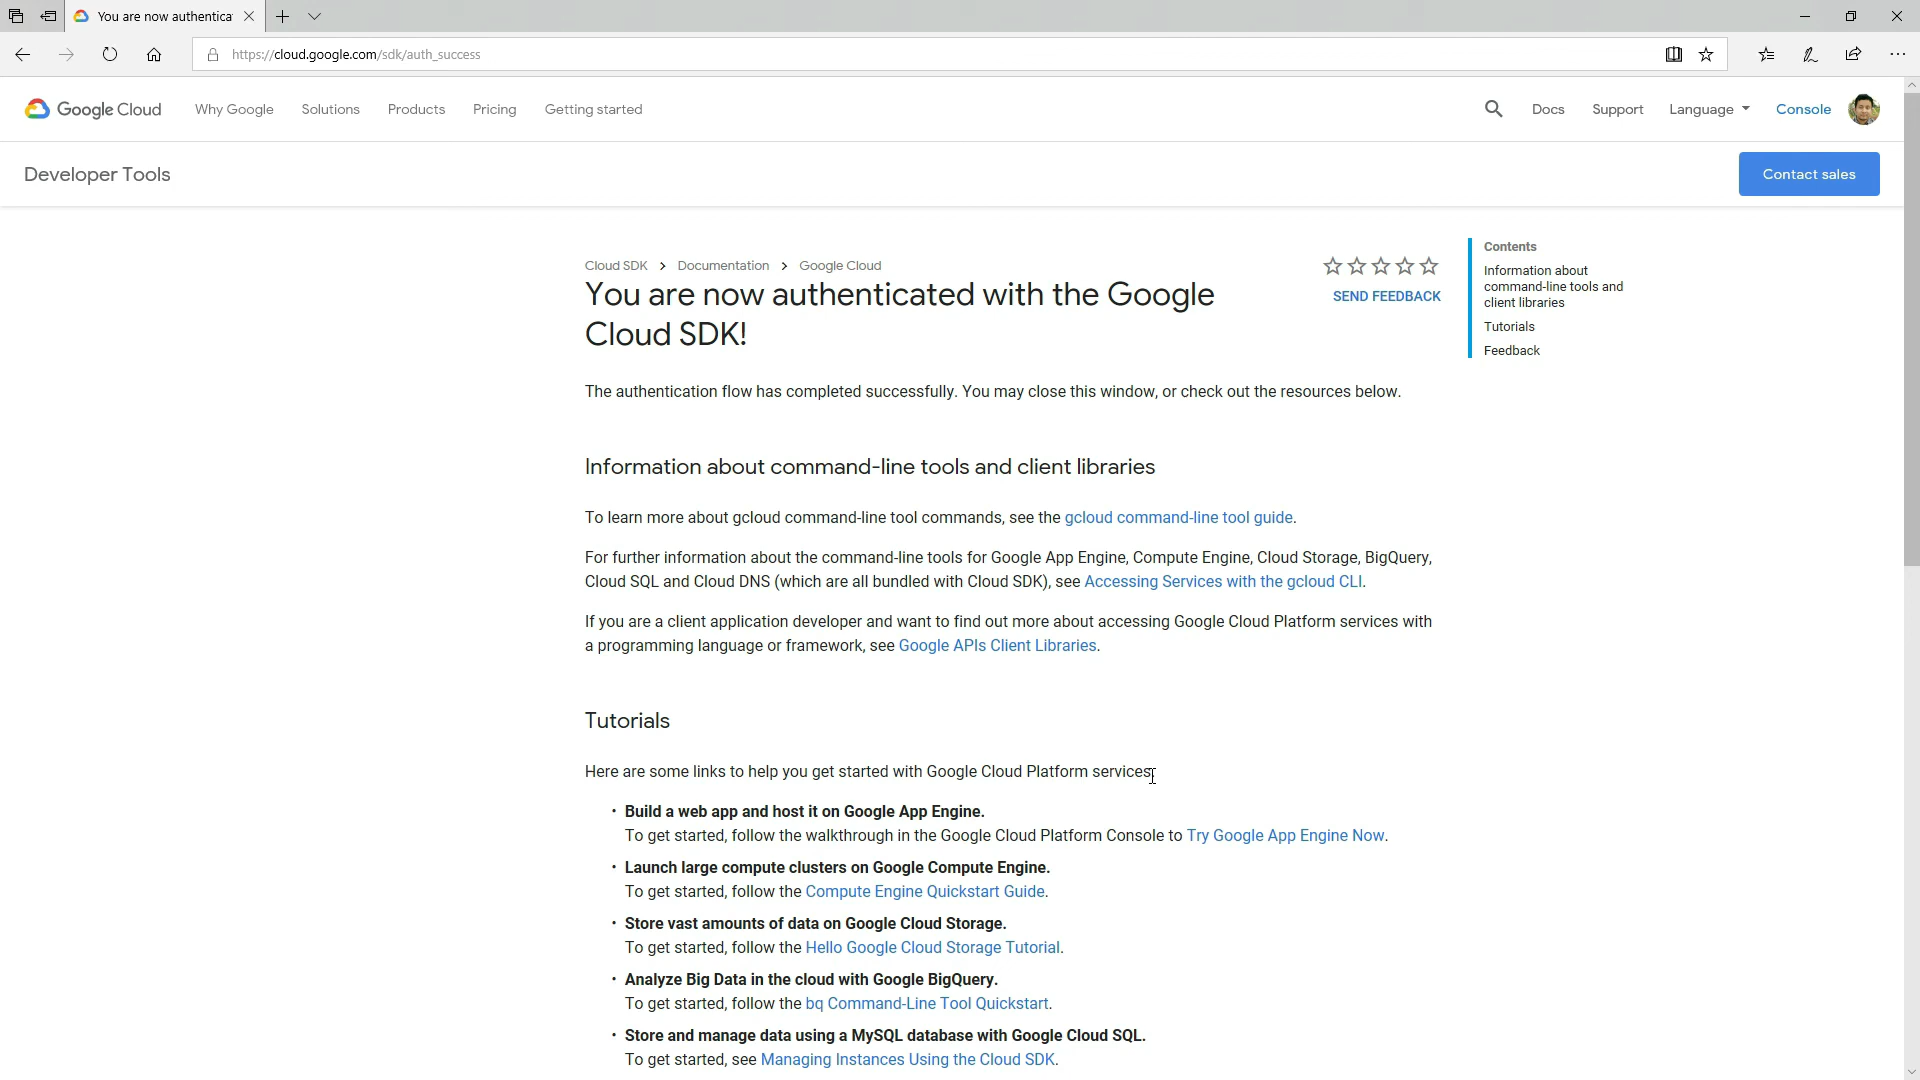 You are now authentica
https://cloud.google.com/sdk/auth_success
Google Cloud
Why Google
Solutions
Products
Pricing
Getting started
Docs
Support
Language
Console
Developer Tools
Contact sales
Cloud SDK > Documentation > Google Cloud
You are now authenticated with the Google
Cloud SDK!
SEND FEEDBACK
Contents
Information about
command-line tools and
client libraries
Tutorials
Feedback
The authentication flow has completed successfully. You may close this window, or check out the resources below.
Information about command-line tools and client libraries
To learn more about gcloud command-line tool commands, see the gcloud command-line tool guide.
For further information about the command-line tools for Google App Engine, Compute Engine, Cloud Storage, BigQuery,
Cloud SQL and Cloud DNS (which are all bundled with Cloud SDK), see Accessing Services with the gcloud CLI.
If you are a client application developer and want to find out more about accessing Google Cloud Platform services with
a programming language or framework, see Google APIs Client Libraries.
Tutorials
Here are some links to help you get started with Google Cloud Platform services:
• Build a web app and host it on Google App Engine.
To get started, follow the walkthrough in the Google Cloud Platform Console to Try Google App Engine Now.
• Launch large compute clusters on Google Compute Engine.
To get started, follow the Compute Engine Quickstart Guide.
• Store vast amounts of data on Google Cloud Storage.
To get started, follow the Hello Google Cloud Storage Tutorial.
• Analyze Big Data in the cloud with Google BigQuery.
To get started, follow the bq Command-Line Tool Quickstart.
• Store and manage data using a MySQL database with Google Cloud SQL.
To get started, see Managing Instances Using the Cloud SDK.